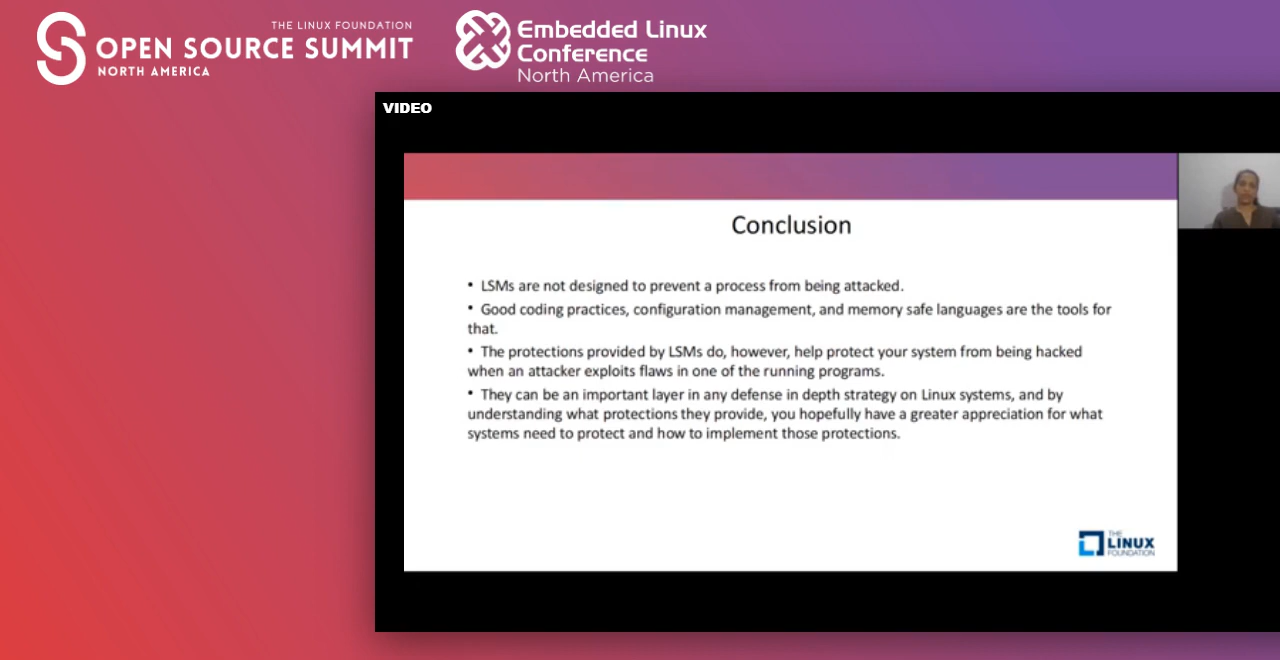 THE LINUX FOUNDATION
OPEN SOURCE SUMMIT
NORTH AMERICA
Embedded Linux
Conference
North America
VIDEO
Conclusion
• LSMs are not designed to prevent a process from being attacked.
• Good coding practices, configuration management, and memory safe languages are the tools for
that.
• The protections provided by LSMs do, however, help protect your system from being hacked
when an attacker exploits flaws in one of the running programs.
• They can be an important layer in any defense in depth strategy on Linux systems, and by
understanding what protections they provide, you hopefully have a greater appreciation for what
systems need to protect and how to implement those protections.
THE
LINUX
FOUNDATION